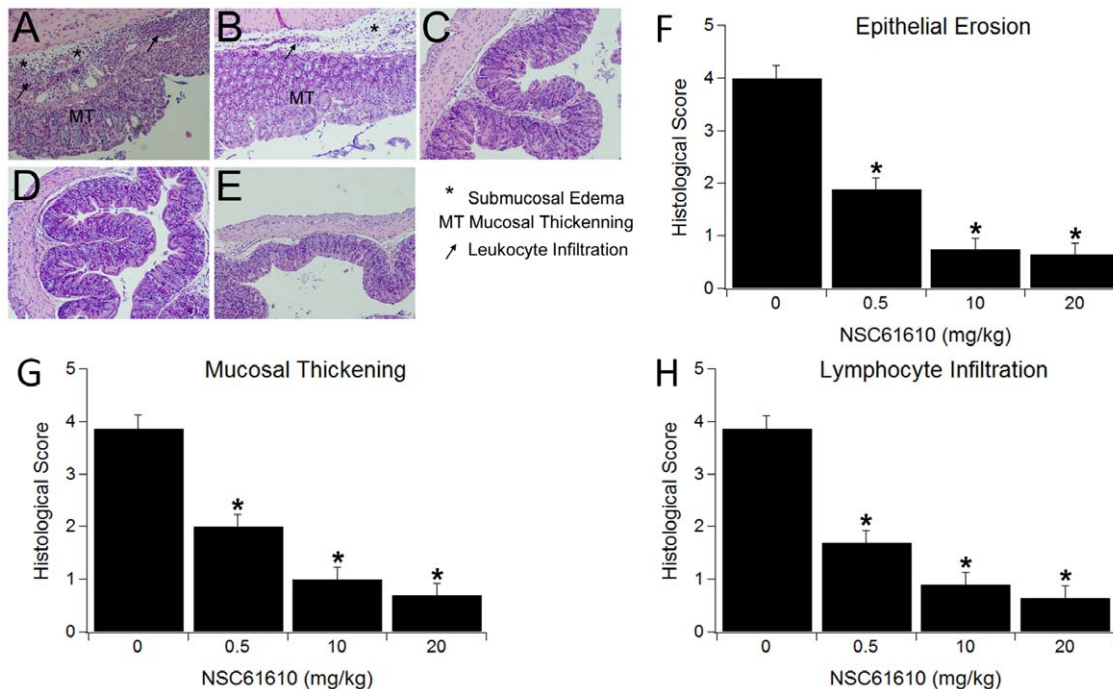 A
*
*
MT
B
*
MT
C
D
E
* Submucosal Edema
MT Mucosal Thickenning
Leukocyte Infiltration
F
Epithelial Erosion
Histological Score
5
4
3
2
1
0
*
*
*
0 0.5 10 20
NSC61610 (mg/kg)
G
Mucosal Thickening
Histological Score
5
4
3
2
1
0
*
*
*
0 0.5 10 20
NSC61610 (mg/kg)
H
Lymphocyte Infiltration
Histological Score
5
4
3
2
1
0
*
*
*
0 0.5 10 20
NSC61610 (mg/kg)